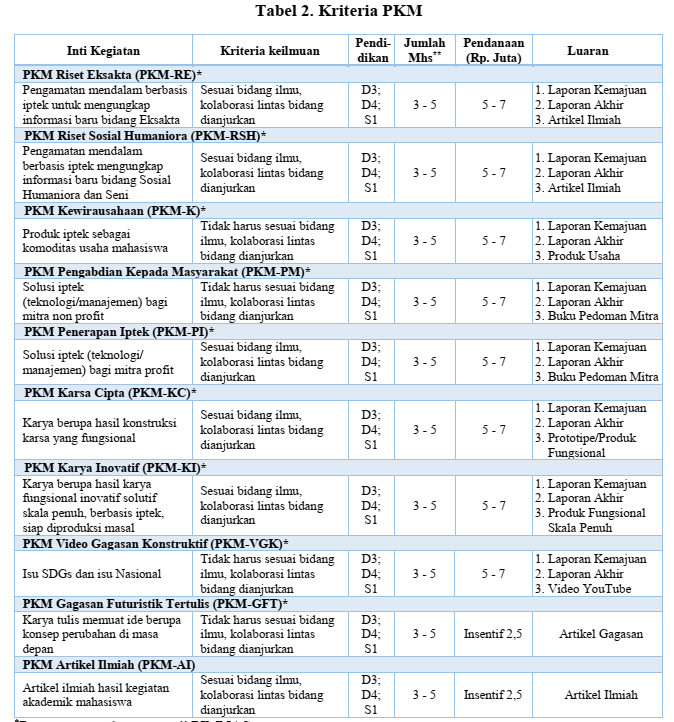 Tabel 2. Kriteria PKM
Inti Kegiatan
Kriteria keilmuan
Pendi-
dikan
Jumlah
Mhs**
Pendanaan
(Rp. Juta)
Luaran
PKM Riset Eksakta (PKM-RE)*
Pengamatan mendalam berbasis
iptek untuk mengungkap
informasi baru bidang Eksakta
Sesuai bidang ilmu,
kolaborasi lintas bidang
dianjurkan
D3;
D4;
S1
3 - 5
5 - 7
1. Laporan Kemajuan
2. Laporan Akhir
3. Artikel Ilmiah
PKM Riset Sosial Humaniora (PKM-RSH)*
Pengamatan mendalam
berbasis iptek mengungkap
informasi baru bidang Sosial
Humaniora dan Seni
Sesuai bidang ilmu,
kolaborasi lintas bidang
dianjurkan
D3;
D4;
S1
3 - 5
5 - 7
1. Laporan Kemajuan
2. Laporan Akhir
3. Artikel Ilmiah
PKM Kewirausahaan (PKM-K)*
Produk iptek sebagai
komoditas usaha mahasiswa
Tidak harus sesuai bidang
ilmu, kolaborasi lintas
bidang dianjurkan
D3;
D4;
S1
3 - 5
5 - 7
1. Laporan Kemajuan
2. Laporan Akhir
3. Produk Usaha
PKM Pengabdian Kepada Masyarakat (PKM-PM)*
Solusi iptek
(teknologi/manajemen) bagi
mitra non profit
Tidak harus sesuai bidang
ilmu, kolaborasi lintas
bidang dianjurkan
D3;
D4;
S1
3 - 5
5 - 7
1. Laporan Kemajuan
2. Laporan Akhir
3. Buku Pedoman Mitra
PKM Penerapan Iptek (PKM-PI)*
Solusi iptek (teknologi/
manajemen) bagi mitra profit
Sesuai bidang ilmu,
kolaborasi lintas bidang
dianjurkan
D3;
D4;
S1
3 - 5
5 - 7
1. Laporan Kemajuan
2. Laporan Akhir
3. Buku Pedoman Mitra
PKM Karsa Cipta (PKM-KC)*
Karya berupa hasil konstruksi
karsa yang fungsional
Sesuai bidang ilmu,
kolaborasi lintas bidang
dianjurkan
D3;
D4;
S1
3 - 5
5 - 7
1. Laporan Kemajuan
2. Laporan Akhir
3. Prototipe/Produk
Fungsional
PKM Karya Inovatif (PKM-KI)*
Karya berupa hasil karya
fungsional inovatif solutif
skala penuh, berbasis iptek,
siap diproduksi masal
Sesuai bidang ilmu,
kolaborasi lintas bidang
dianjurkan
D3;
D4;
S1
3 - 5
5 - 7
1. Laporan Kemajuan
2. Laporan Akhir
3. Produk Fungsional
Skala Penuh
PKM Video Gagasan Konstruktif (PKM-VGK)*
Isu SDGs dan isu Nasional
Tidak harus sesuai bidang
ilmu, kolaborasi lintas
bidang dianjurkan
D3;
D4;
S1
3 - 5
5 - 7
1. Laporan Kemajuan
2. Laporan Akhir
3. Video YouTube
PKM Gagasan Futuristik Tertulis (PKM-GFT)*
Karya tulis memuat ide berupa
konsep perubahan di masa
depan
Tidak harus sesuai bidang
ilmu, kolaborasi lintas
bidang dianjurkan
D3;
D4;
S1
3 - 5
Insentif 2,5
Artikel Gagasan
PKM Artikel Ilmiah (PKM-AI)
Artikel ilmiah hasil kegiatan
akademik mahasiswa
Sesuai bidang ilmu,
kolaborasi lintas bidang
dianjurkan
D3;
D4;
S1
3 - 5
Insentif 2,5
Artikel Ilmiah